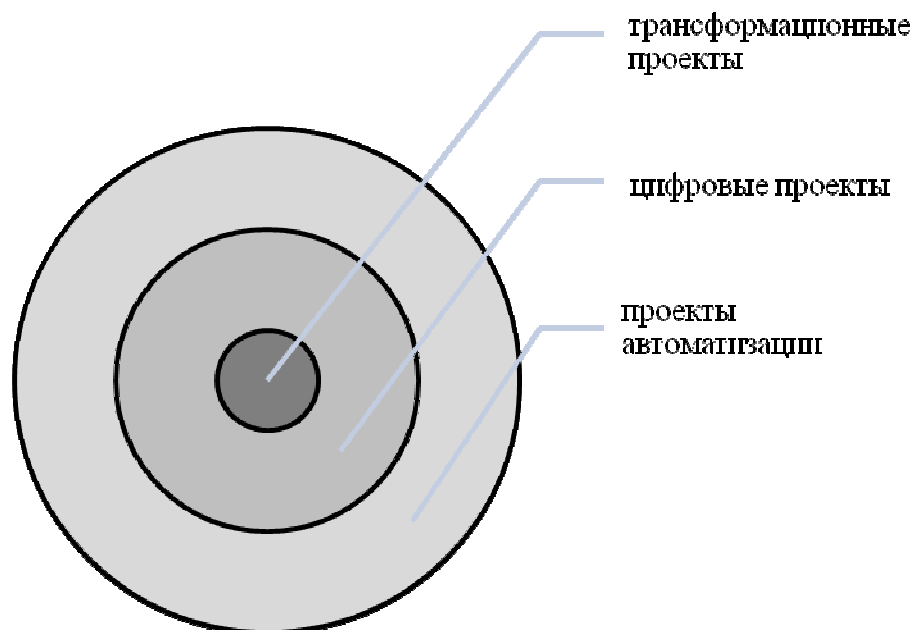 трансформационные
проекты
цифровые проекты
проекты
автоматизации